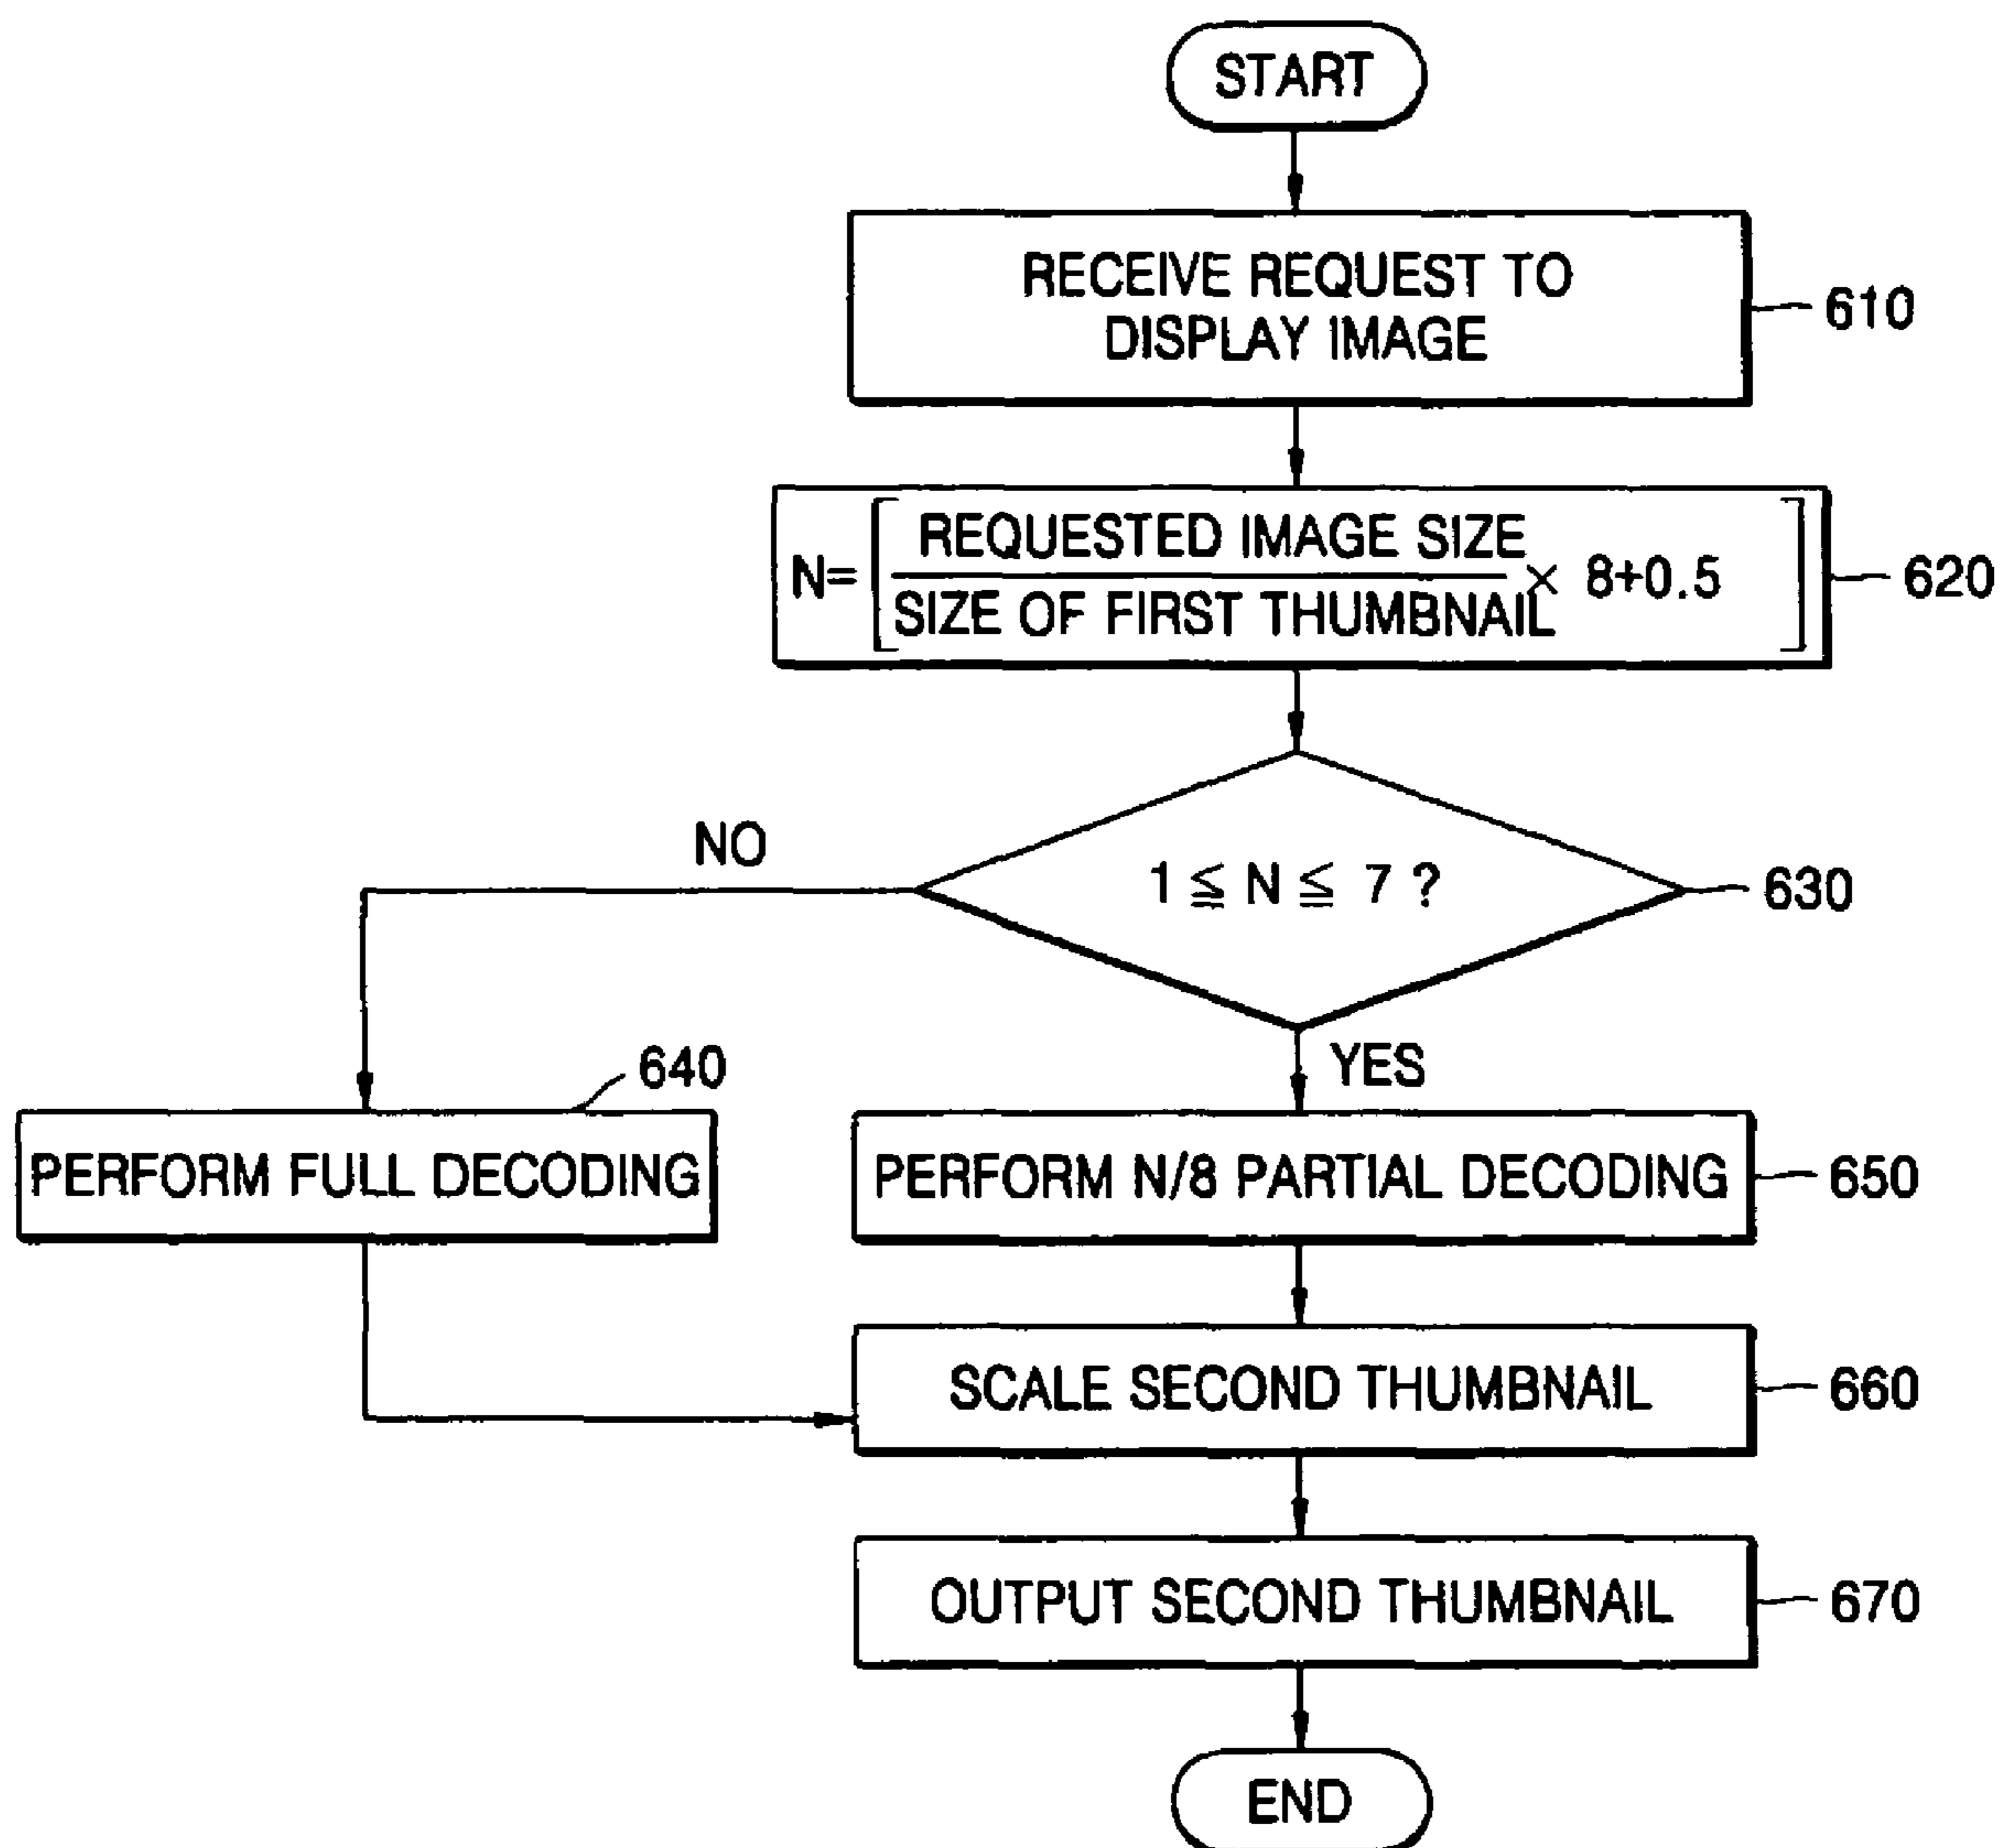 START
RECEIVE REQUEST TO
DISPLAY IMAGE
610
REQUESTED IMAGE SIZE
N= [ × 8+0.5 ]
SIZE OF FIRST THUMBNAIL
620
1 ≦ N ≦ 7 ?
630
NO
YES
640
PERFORM FULL DECODING
PERFORM N/8 PARTIAL DECODING
650
SCALE SECOND THUMBNAIL
660
OUTPUT SECOND THUMBNAIL
670
END